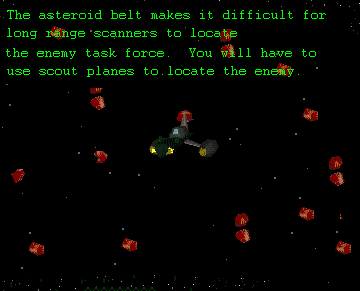 The asteroid belt makes it difficult for
long range scanners to locate
the enemy task force.  You will have to
use scout planes to locate the enemy.